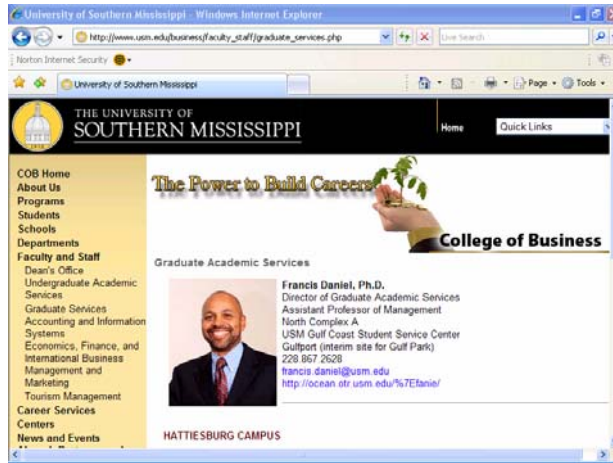 University of Southern Mississippi - Windows Internet Explorer
http://www.usm.edu/business/faculty_staff/graduate_services.php
Live Search
Norton Internet Security
University of Southern Mississippi
Page
Tools
THE UNIVERSITY OF
SOUTHERN MISSISSIPPI
1910
Home
Quick Links
COB Home
About Us
Programs
Students
Schools
Departments
Faculty and Staff
Dean's Office
Undergraduate Academic
Services
Graduate Services
Accounting and Information
Systems
Economics, Finance, and
International Business
Management and
Marketing
Tourism Management
Career Services
Centers
News and Events
The Power to Build Careers
College of Business
Graduate Academic Services
Francis Daniel, Ph.D.
Director of Graduate Academic Services
Assistant Professor of Management
North Complex A
USM Gulf Coast Student Service Center
Gulfport (interim site for Gulf Park)
228.867.2628
francis.daniel@usm.edu
http://ocean.otr.usm.edu/%7Efanie/
HATTIESBURG CAMPUS